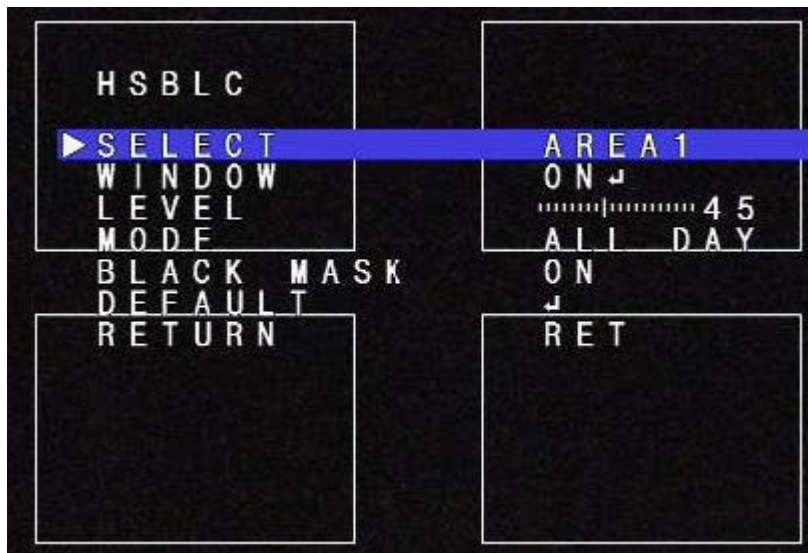 HSBLC
SELECT AREA1
WINDOW ON↵
LEVEL 45
MODE ALL DAY
BLACK MASK ON
DEFAULT ↵
RETURN RET